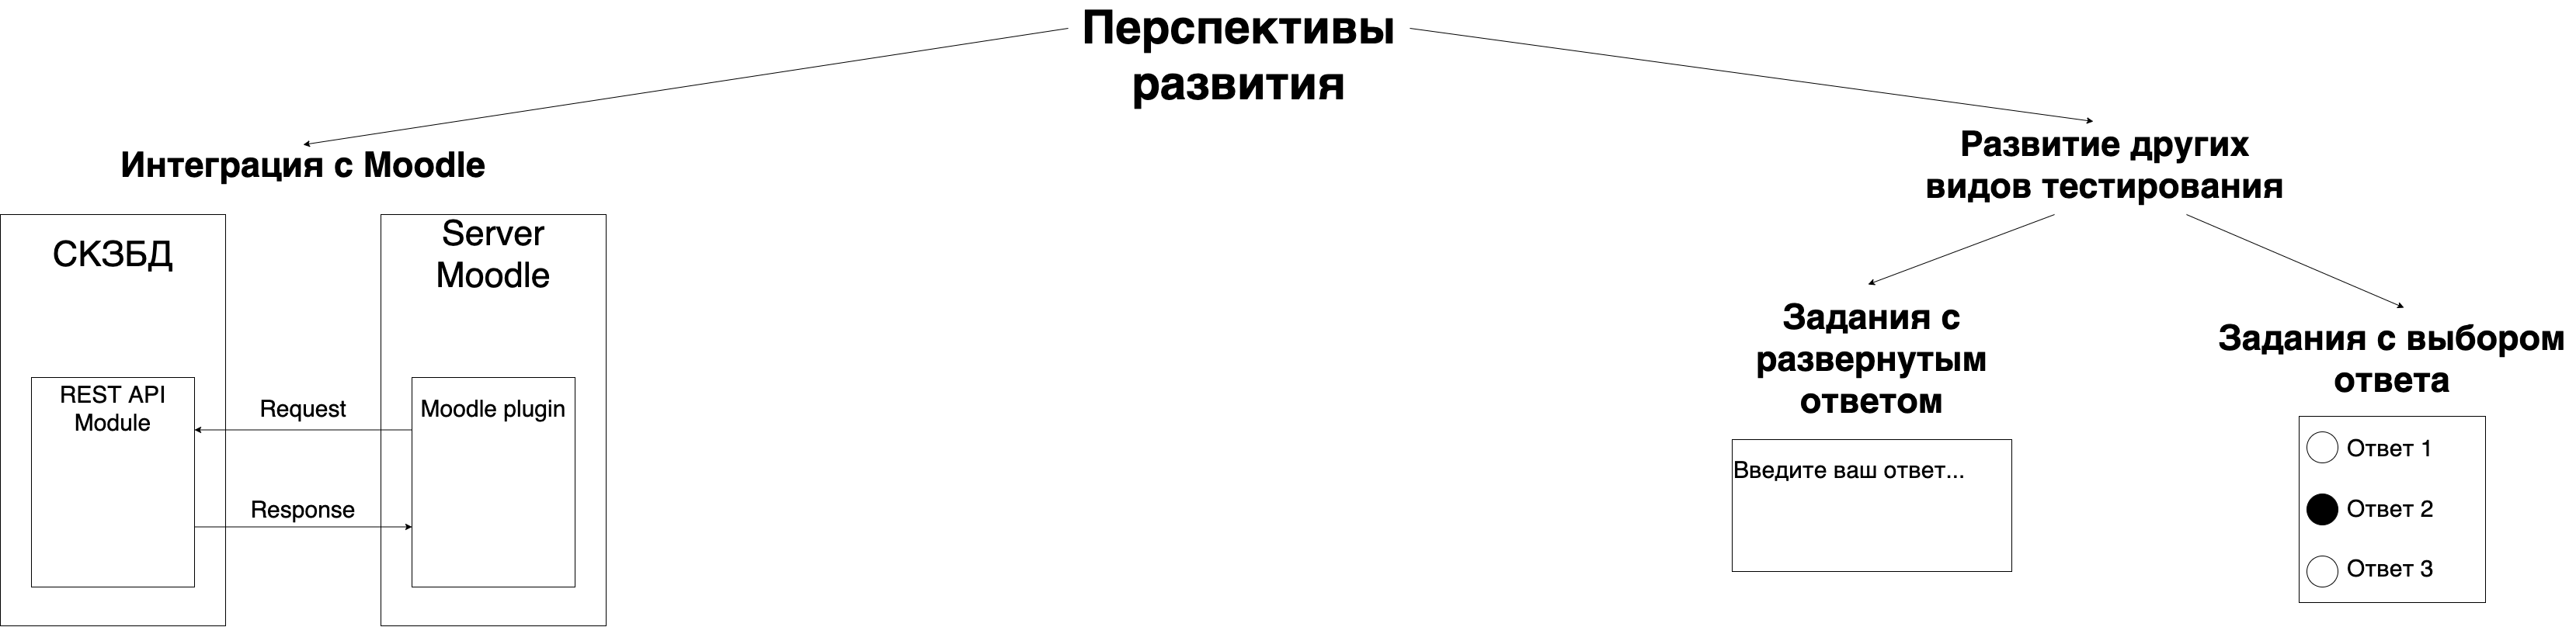 Перспективы
развития
Интеграция с Moodle
СКЗБД
Server
Moodle
REST API
Module
Request
Moodle plugin
Response
Развитие других
видов тестирования
Задания с
развернутым
ответом
Введите ваш ответ...
Задания с выбором
ответа
Ответ 1
Ответ 2
Ответ 3